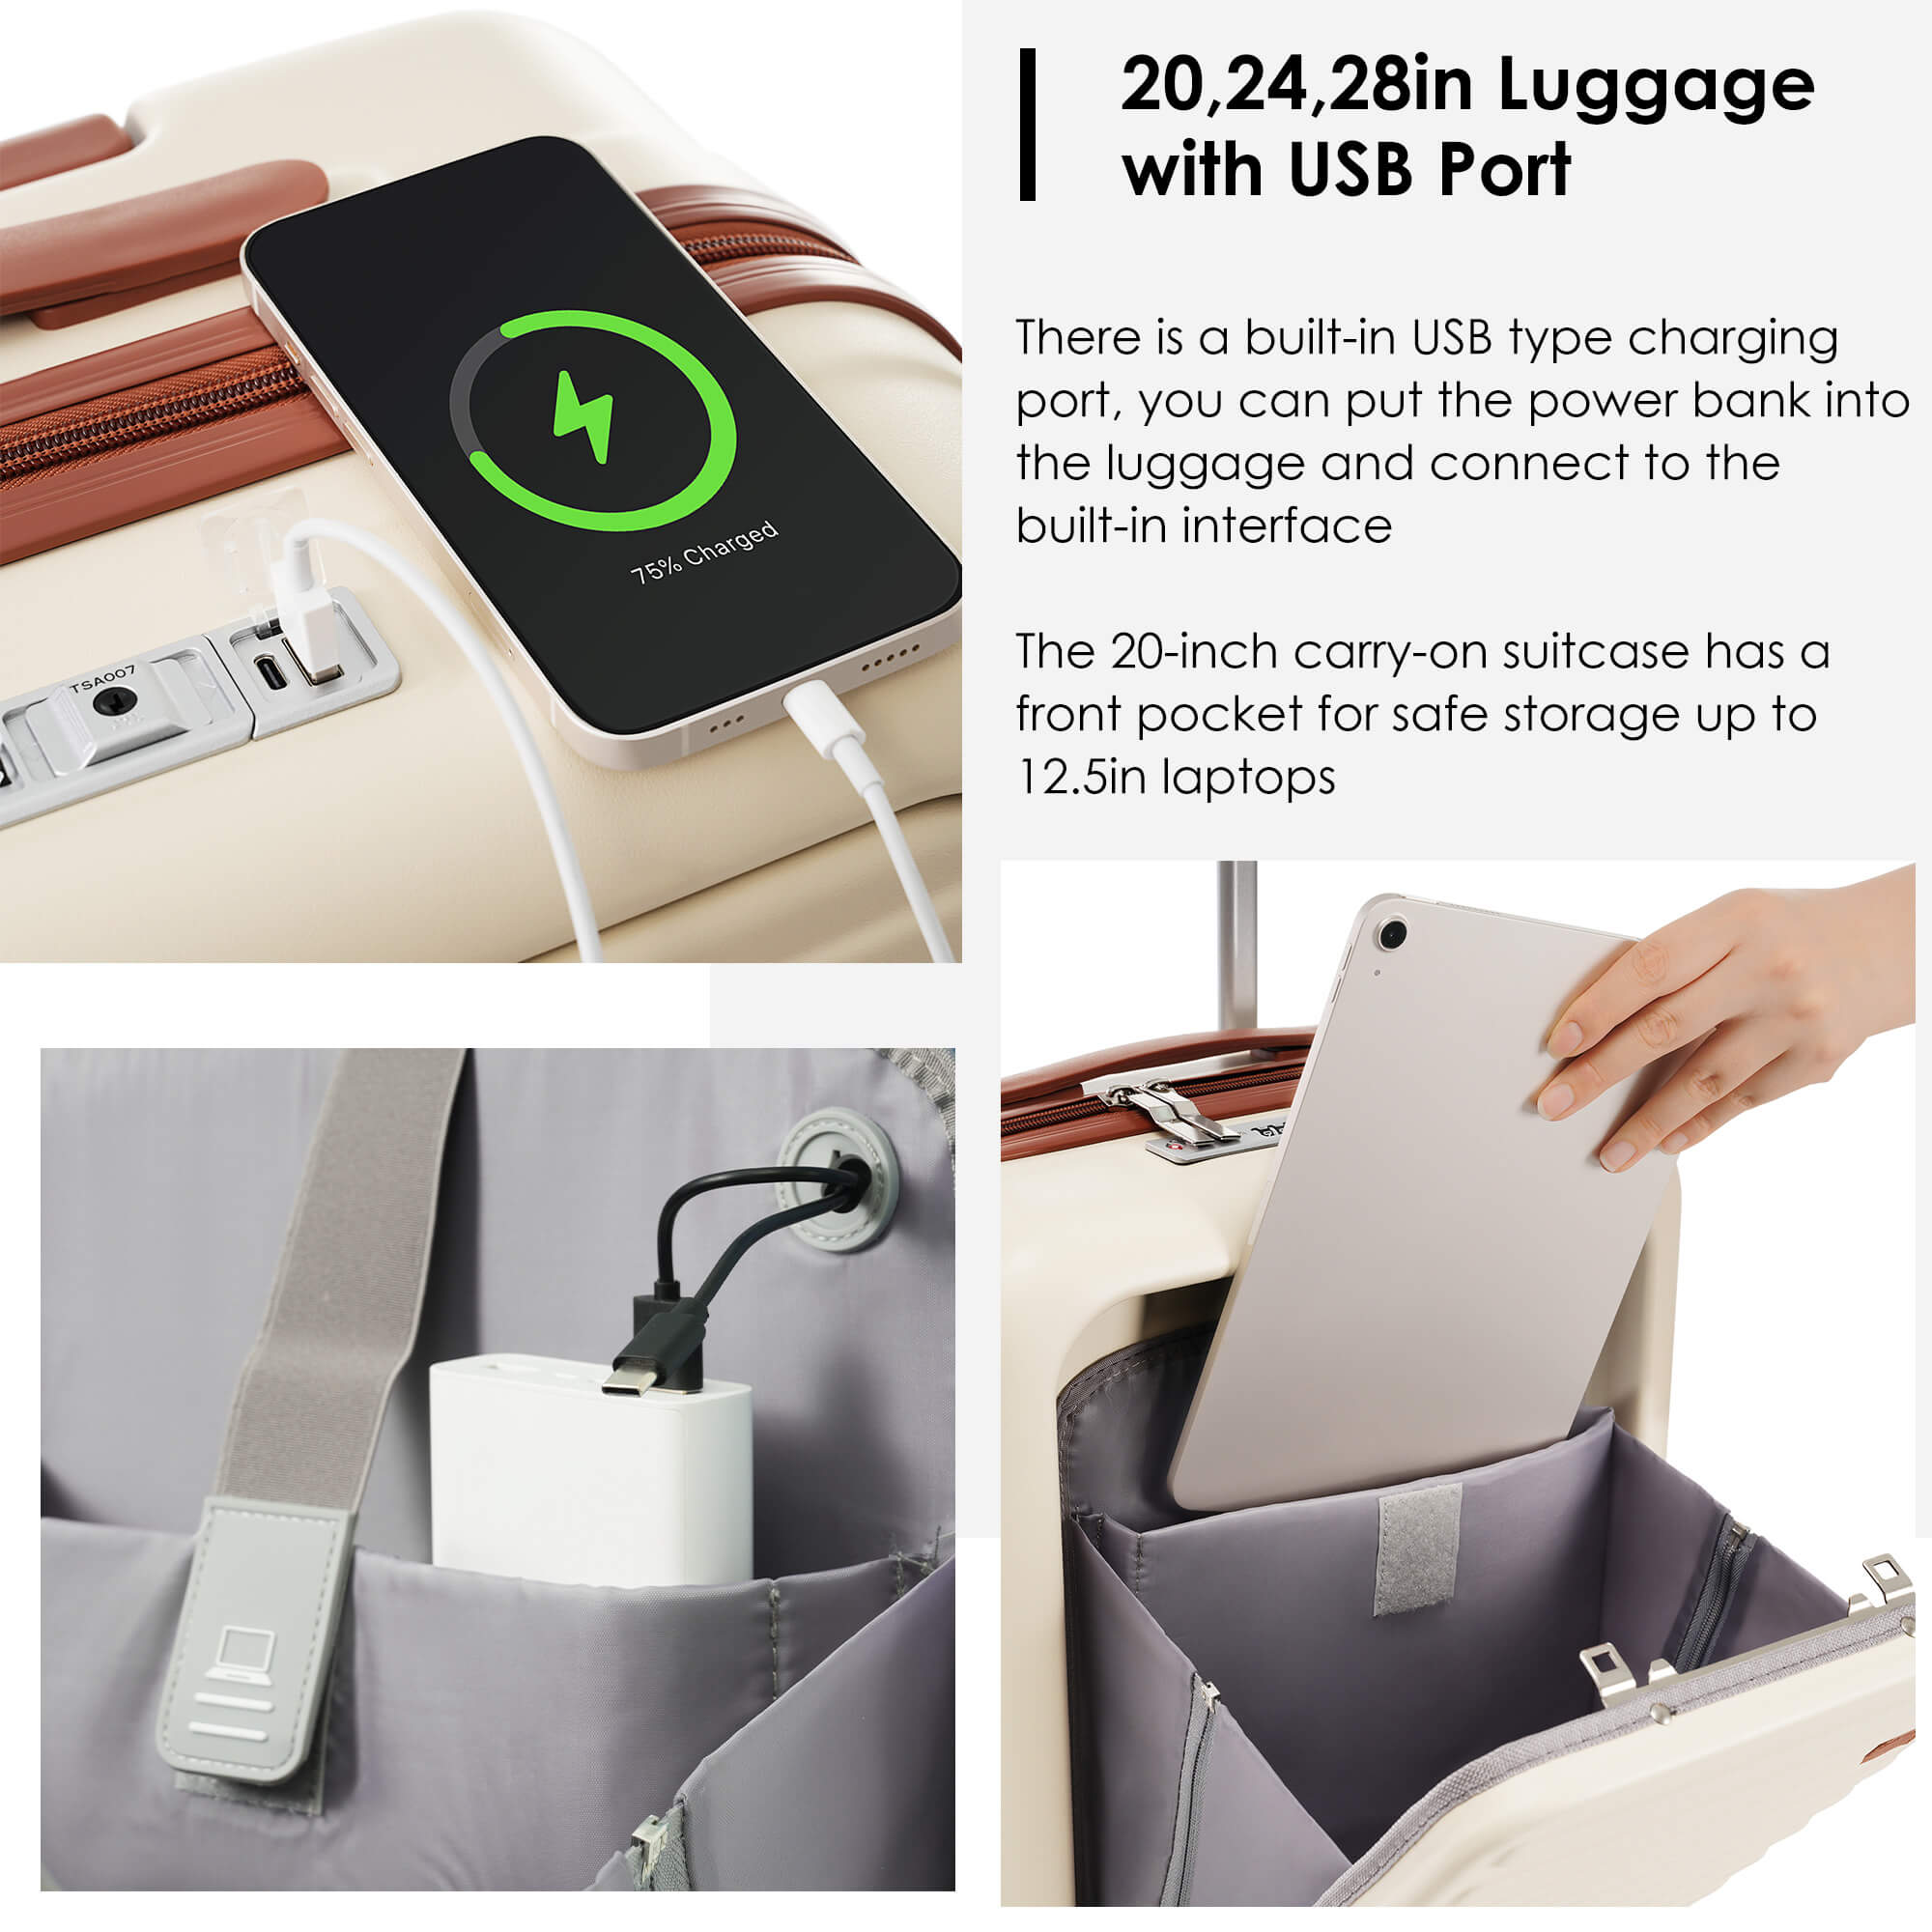 20,24,28in Luggage
with USB Port
There is a built-in USB type charging
port, you can put the power bank into
the luggage and connect to the
built-in interface
The 20-inch carry-on suitcase has a
front pocket for safe storage up to
12.5in laptops
75% Charged
TSA007